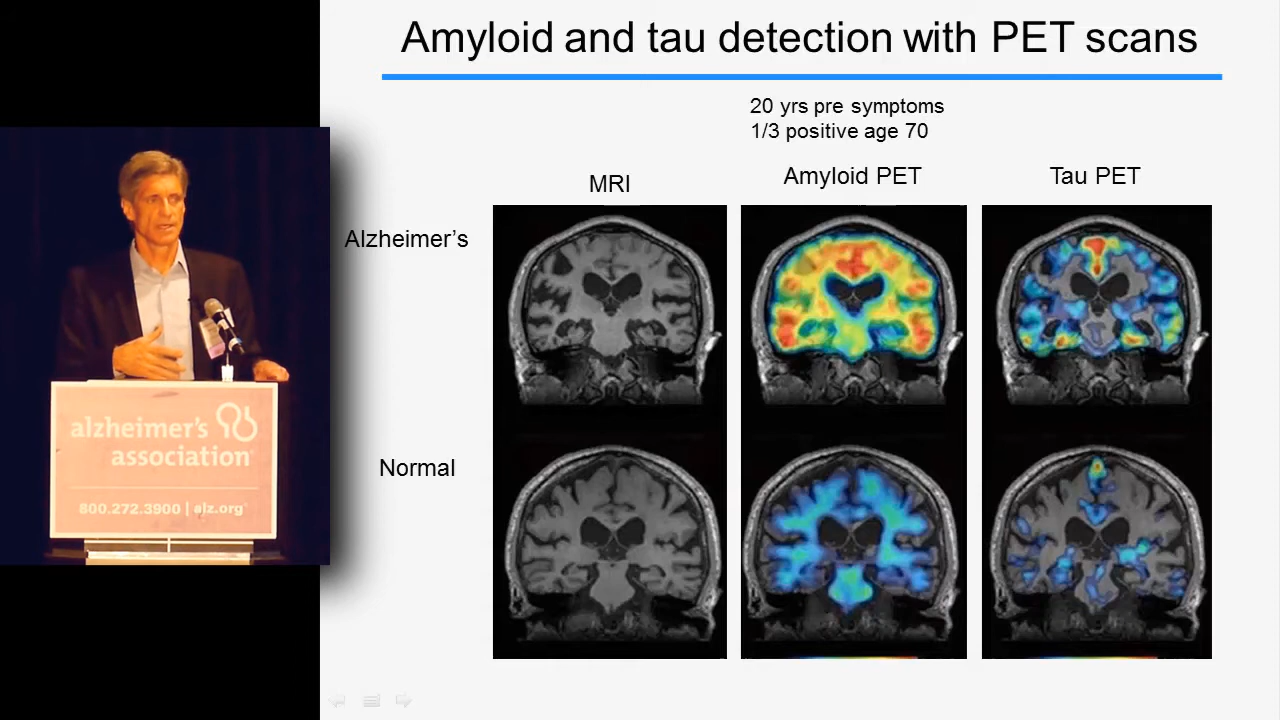 Amyloid and tau detection with PET scans
20 yrs pre symptoms
1/3 positive age 70
MRI
Amyloid PET
Tau PET
Alzheimer’s
Normal
alzheimer's
association
800.272.3900 | alz.org